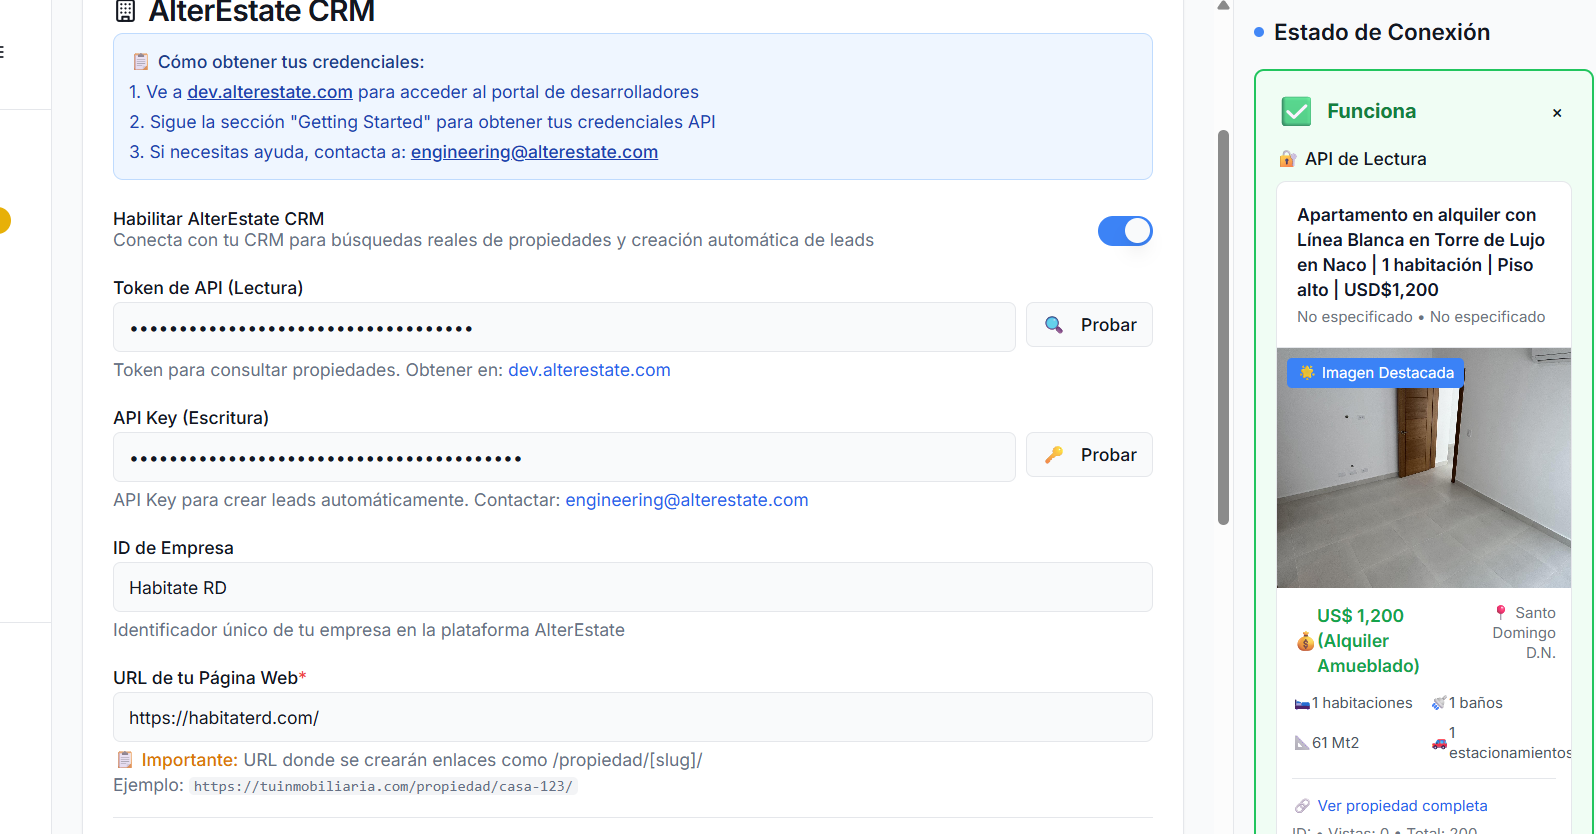 AlterEstate CRM
Cómo obtener tus credenciales:
1. Ve a dev.alterestate.com para acceder al portal de desarrolladores
2. Sigue la sección "Getting Started" para obtener tus credenciales API
3. Si necesitas ayuda, contacta a: engineering@alterestate.com
Habilitar AlterEstate CRM
Conecta con tu CRM para búsquedas reales de propiedades y creación automática de leads
Token de API (Lectura)
Probar
Token para consultar propiedades. Obtener en: dev.alterestate.com
API Key (Escritura)
Probar
API Key para crear leads automáticamente. Contactar: engineering@alterestate.com
ID de Empresa
Habitate RD
Identificador único de tu empresa en la plataforma AlterEstate
URL de tu Página Web*
https://habitaterd.com/
Importante: URL donde se crearán enlaces como /propiedad/[slug]/
Ejemplo: https://tuinmobiliaria.com/propiedad/casa-123/
Estado de Conexión
Funciona
×
API de Lectura
Apartamento en alquiler con
Línea Blanca en Torre de Lujo
en Naco | 1 habitación | Piso
alto | USD$1,200
No especificado • No especificado
Imagen Destacada
US$ 1,200
(Alquiler
Amueblado)
Santo
Domingo
D.N.
1 habitaciones
1 baños
61 Mt2
1
estacionamientos
Ver propiedad completa
ID: • Vistas: 0 • Total: 200